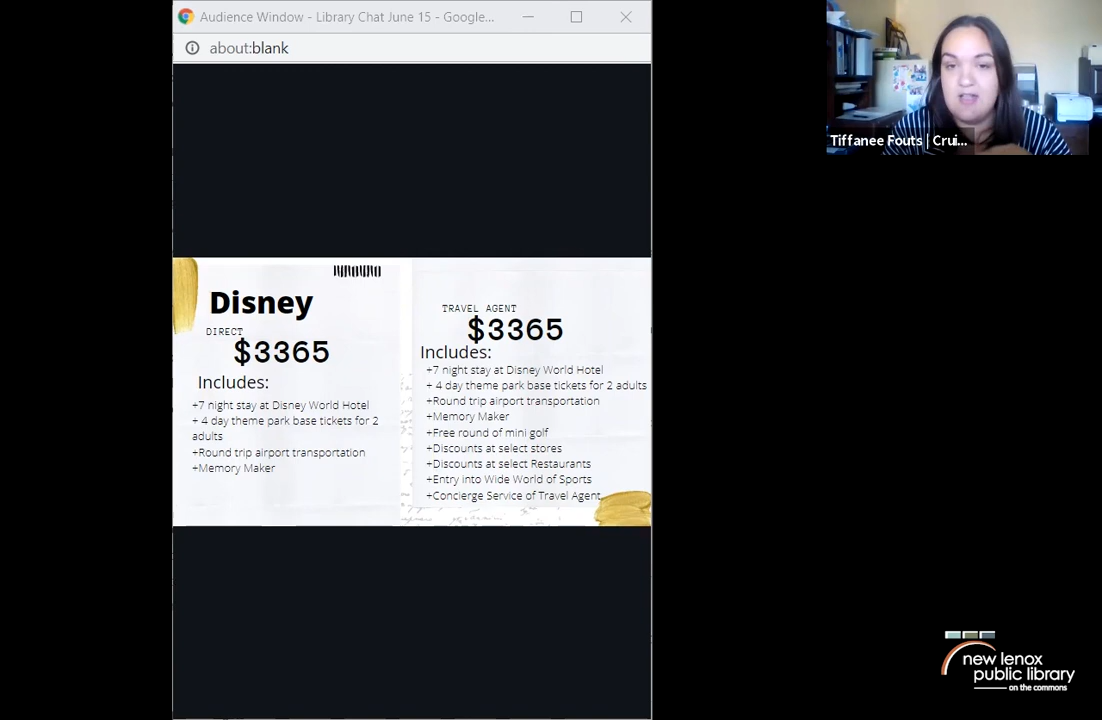 Audience Window - Library Chat June 15 - Google...
about:blank
Tiffanee Fouts | Crui...
Disney
DIRECT
$3365
Includes:
+7 night stay at Disney World Hotel
+ 4 day theme park base tickets for 2
adults
+Round trip airport transportation
+Memory Maker
TRAVEL AGENT
$3365
Includes:
+7 night stay at Disney World Hotel
+ 4 day theme park base tickets for 2 adults
+Round trip airport transportation
+Memory Maker
+Free round of mini golf
+Discounts at select stores
+Discounts at select Restaurants
+Entry into Wide World of Sports
+Concierge Service of Travel Agent
new lenox
public library
on the commons